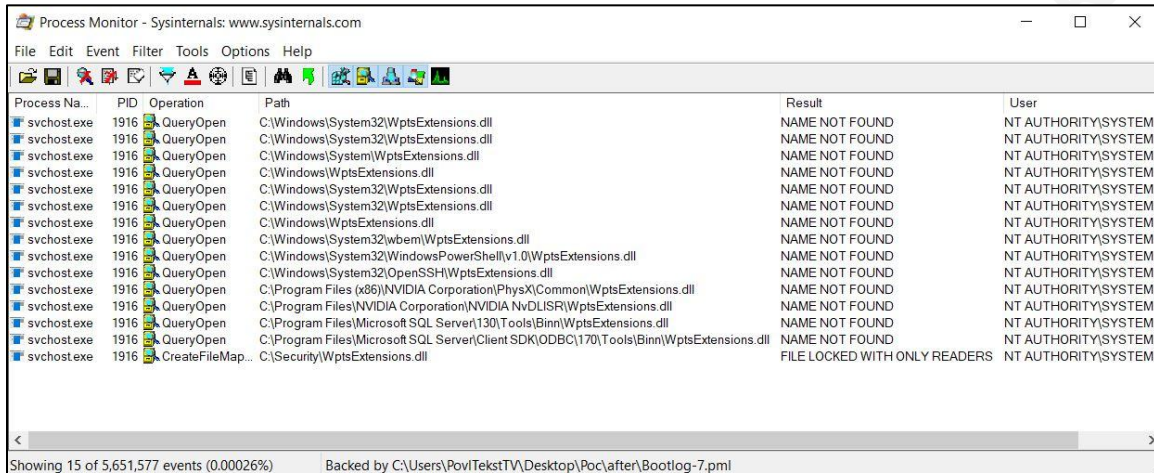 Process Monitor - Sysinternals: www.sysinternals.com
File Edit Event Filter Tools Options Help
Process Na... PID Operation Path Result User
svchost.exe 1916 QueryOpen C:\Windows\System32\WptsExtensions.dll NAME NOT FOUND NT AUTHORITY\SYSTEM
svchost.exe 1916 QueryOpen C:\Windows\System32\WptsExtensions.dll NAME NOT FOUND NT AUTHORITY\SYSTEM
svchost.exe 1916 QueryOpen C:\Windows\System\WptsExtensions.dll NAME NOT FOUND NT AUTHORITY\SYSTEM
svchost.exe 1916 QueryOpen C:\Windows\WptsExtensions.dll NAME NOT FOUND NT AUTHORITY\SYSTEM
svchost.exe 1916 QueryOpen C:\Windows\System32\WptsExtensions.dll NAME NOT FOUND NT AUTHORITY\SYSTEM
svchost.exe 1916 QueryOpen C:\Windows\System32\WptsExtensions.dll NAME NOT FOUND NT AUTHORITY\SYSTEM
svchost.exe 1916 QueryOpen C:\Windows\WptsExtensions.dll NAME NOT FOUND NT AUTHORITY\SYSTEM
svchost.exe 1916 QueryOpen C:\Windows\System32\wbem\WptsExtensions.dll NAME NOT FOUND NT AUTHORITY\SYSTEM
svchost.exe 1916 QueryOpen C:\Windows\System32\WindowsPowerShell\v1.0\WptsExtensions.dll NAME NOT FOUND NT AUTHORITY\SYSTEM
svchost.exe 1916 QueryOpen C:\Windows\System32\OpenSSH\WptsExtensions.dll NAME NOT FOUND NT AUTHORITY\SYSTEM
svchost.exe 1916 QueryOpen C:\Program Files (x86)\NVIDIA Corporation\PhysX\Common\WptsExtensions.dll NAME NOT FOUND NT AUTHORITY\SYSTEM
svchost.exe 1916 QueryOpen C:\Program Files\NVIDIA Corporation\NVIDIA NvDLISR\WptsExtensions.dll NAME NOT FOUND NT AUTHORITY\SYSTEM
svchost.exe 1916 QueryOpen C:\Program Files\Microsoft SQL Server\130\Tools\Binn\WptsExtensions.dll NAME NOT FOUND NT AUTHORITY\SYSTEM
svchost.exe 1916 QueryOpen C:\Program Files\Microsoft SQL Server\Client SDK\ODBC\170\Tools\Binn\WptsExtensions.dll NAME NOT FOUND NT AUTHORITY\SYSTEM
svchost.exe 1916 CreateFileMap... C:\Security\WptsExtensions.dll FILE LOCKED WITH ONLY READERS NT AUTHORITY\SYSTEM
Showing 15 of 5,651,577 events (0.00026%) Backed by C:\Users\PovlTekstTV\Desktop\Poc\after\Bootlog-7.pml